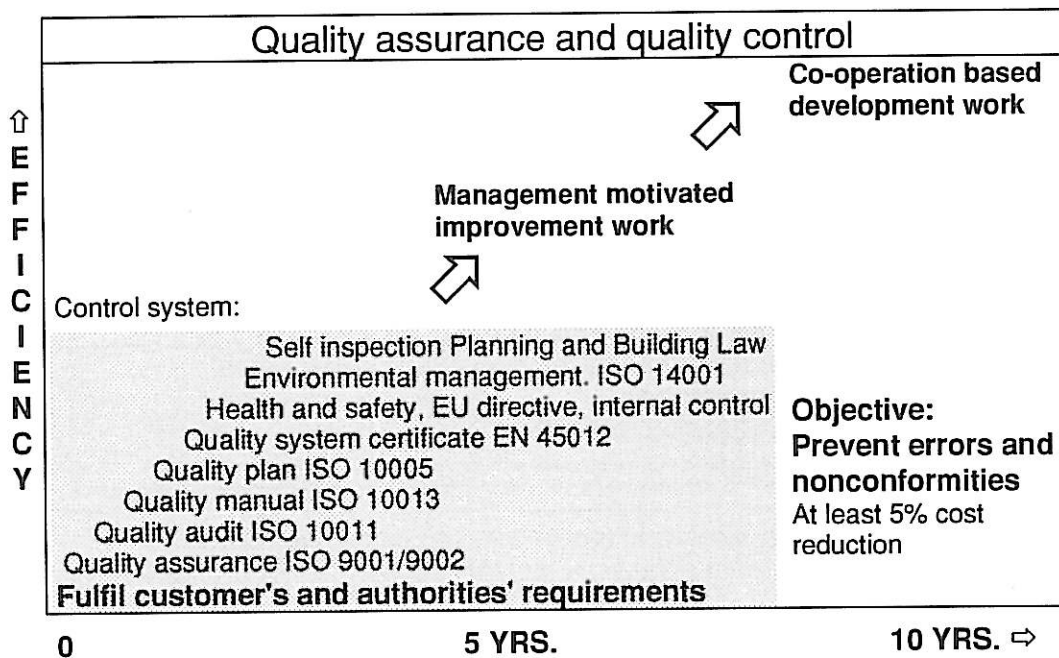 Quality assurance and quality control
Co-operation based
development work
⇧
E
F
F
I
C
I
E
N
C
Y
Management motivated
improvement work
Control system:
Self inspection Planning and Building Law
Environmental management. ISO 14001
Health and safety, EU directive, internal control
Quality system certificate EN 45012
Quality plan ISO 10005
Quality manual ISO 10013
Quality audit ISO 10011
Quality assurance ISO 9001/9002
Fulfil customer's and authorities' requirements
Objective:
Prevent errors and
nonconformities
At least 5% cost
reduction
0 5 YRS. 10 YRS. ⇨